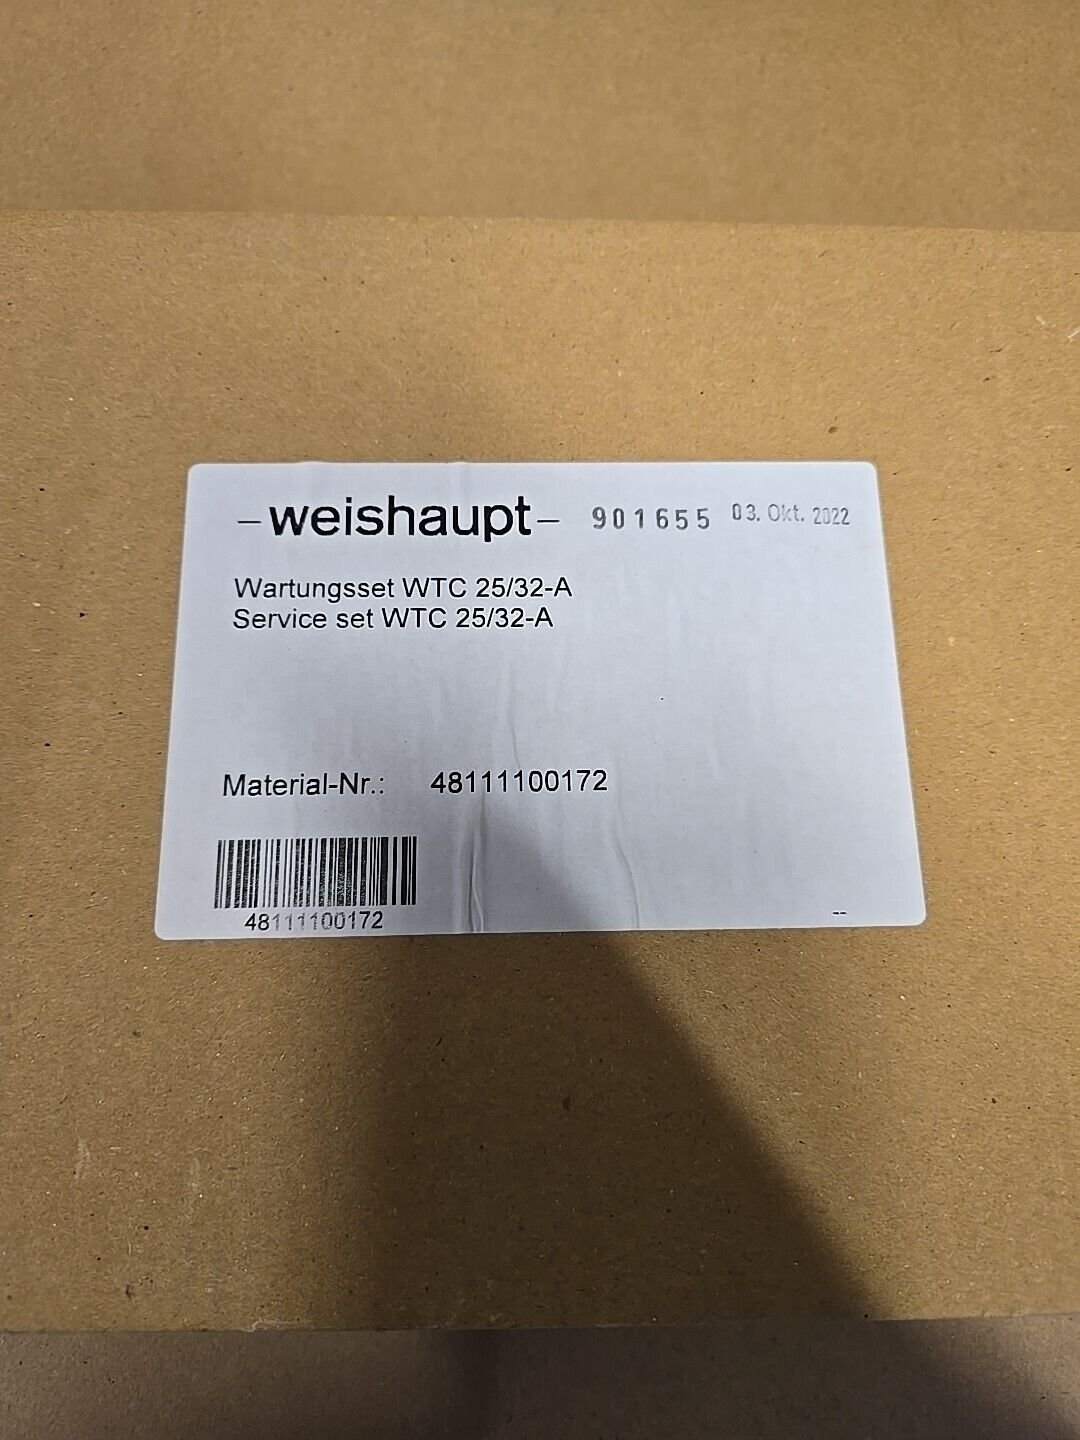 –weishaupt– 901655 03. Okt. 2022
Wartungsset WTC 25/32-A
Service set WTC 25/32-A
Material-Nr.: 48111100172
48111100172
--